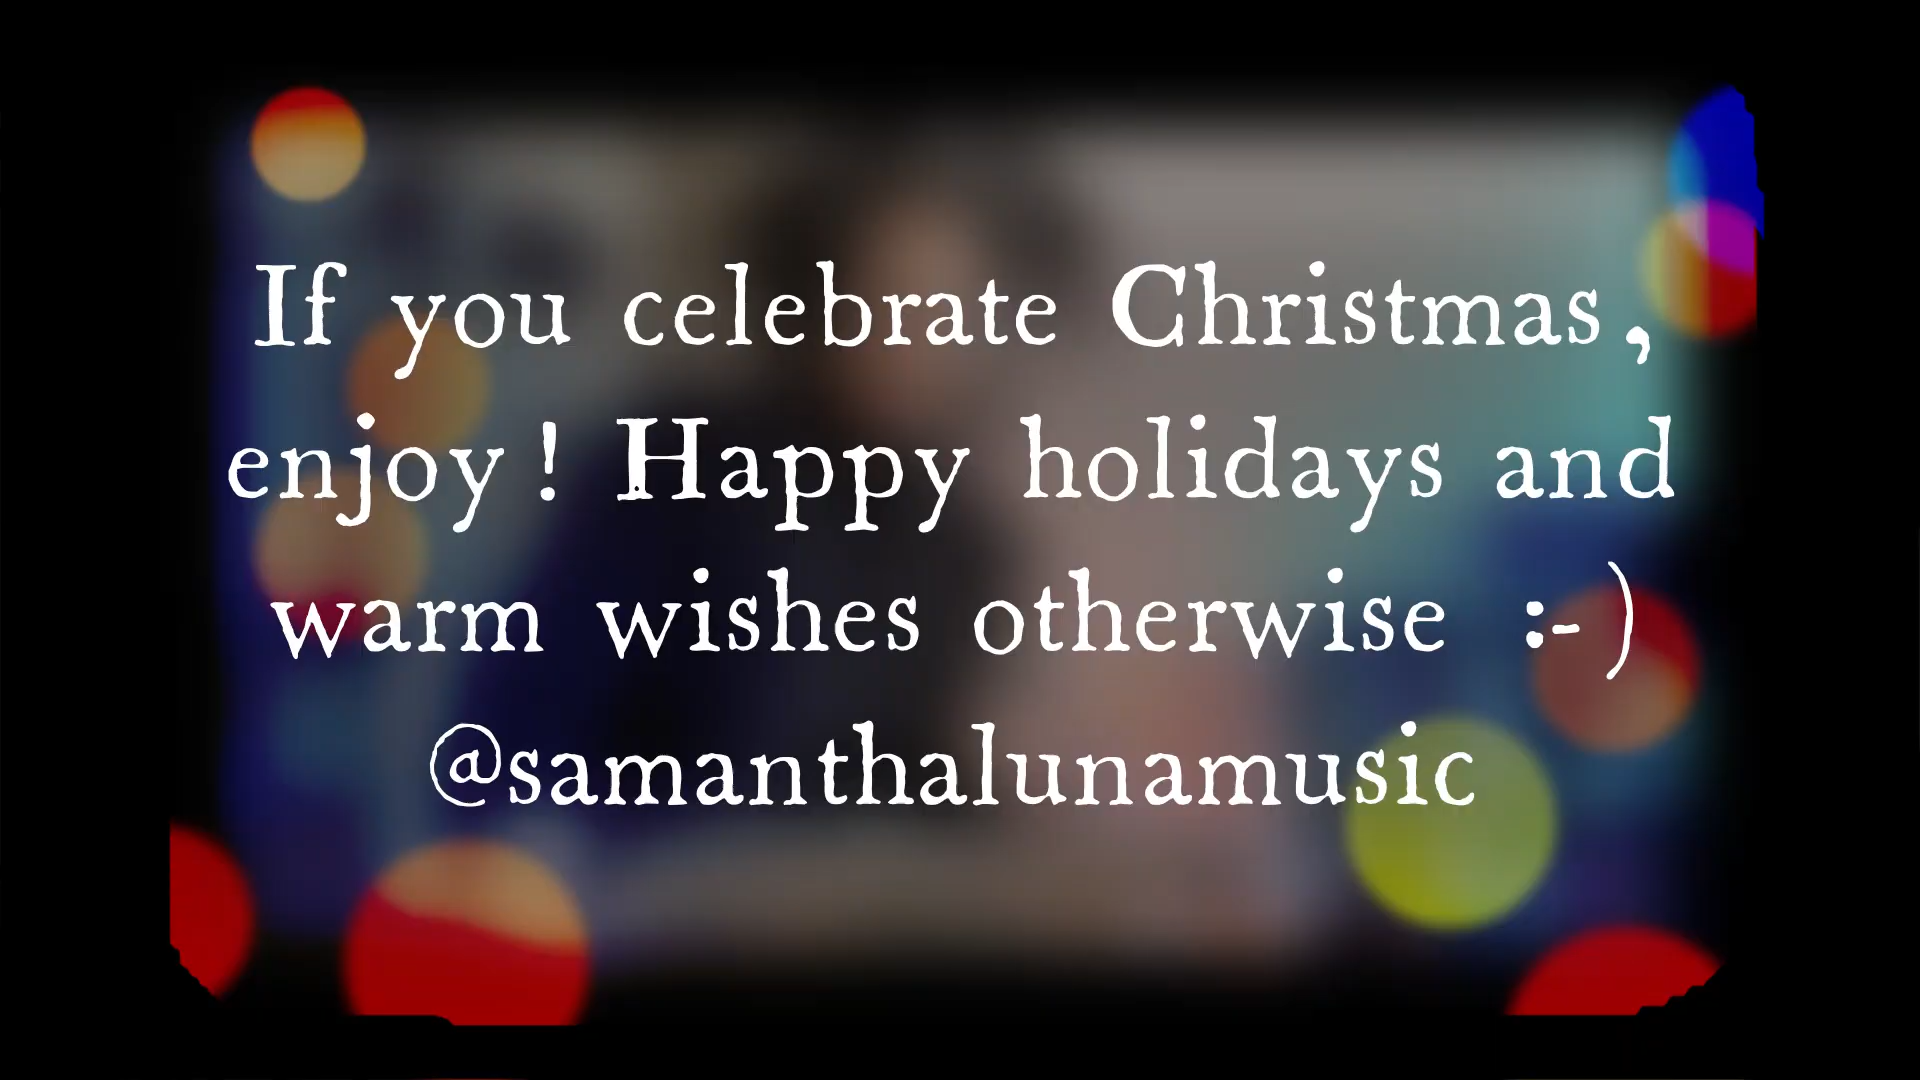 If you celebrate Christmas,
enjoy! Happy holidays and
warm wishes otherwise :-)
@samanthalunamusic